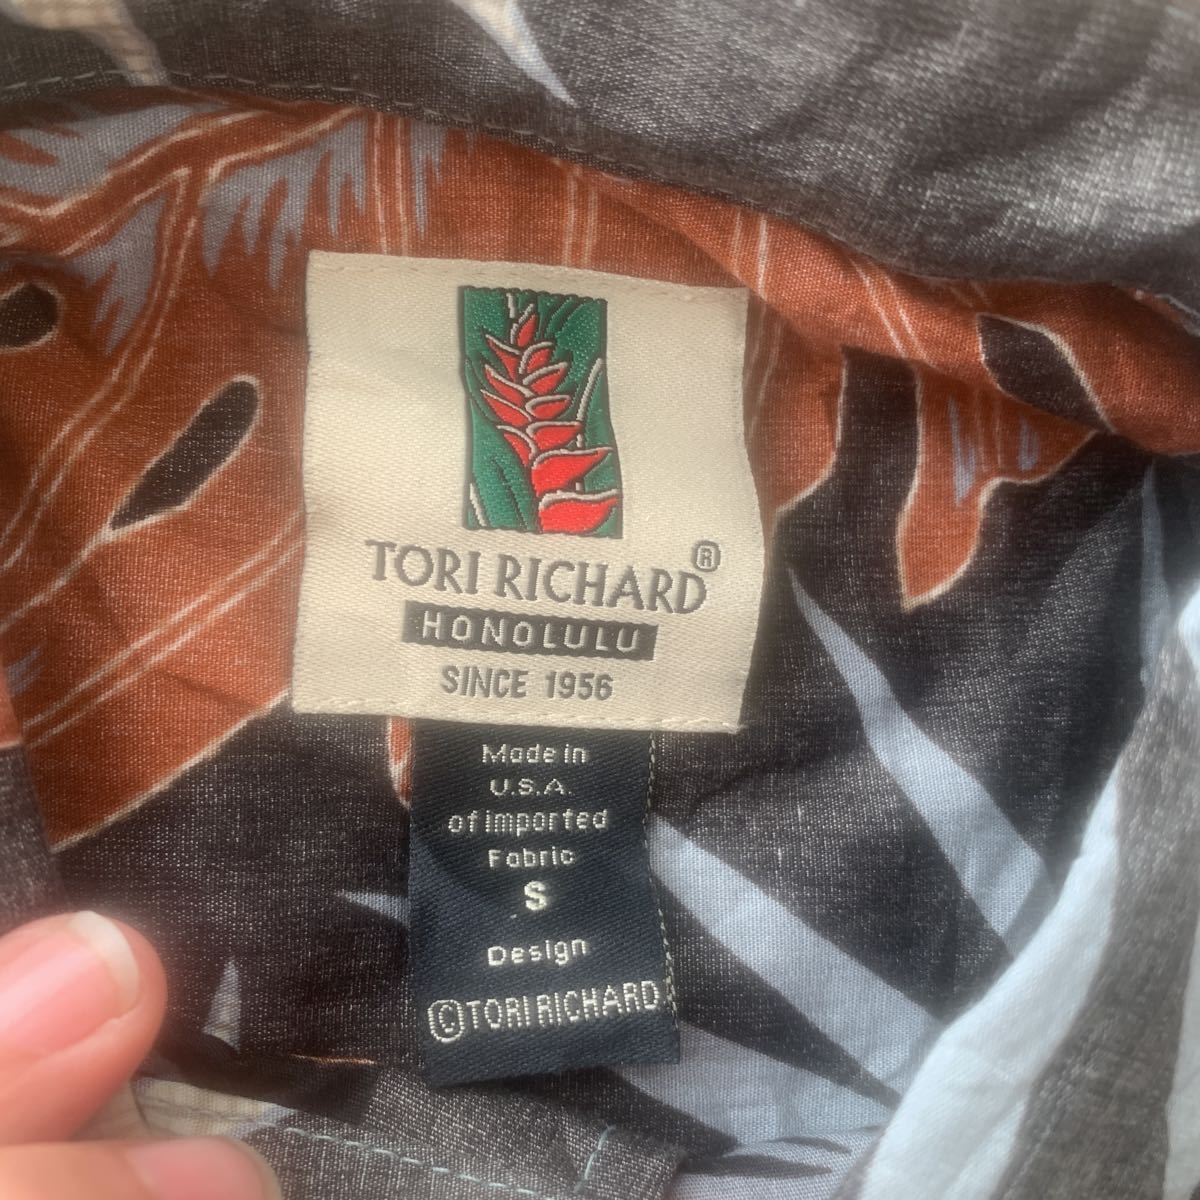 TORI RICHARD®
HONOLULU
SINCE 1956
Made in
U.S.A.
of imported
Fabric
S
Design
©TORI RICHARD